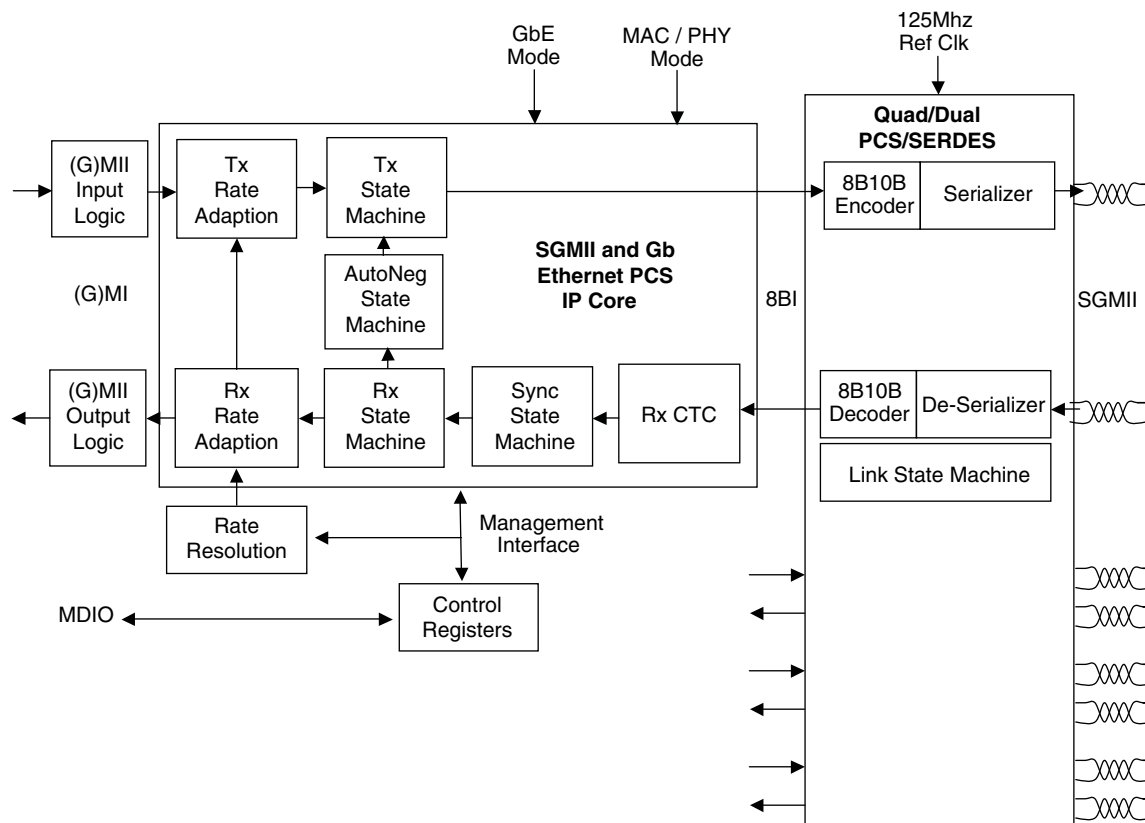 GbE
Mode
MAC / PHY
Mode
125Mhz
Ref Clk
Quad/Dual
PCS/SERDES
(G)MII
Input
Logic
Tx
Rate
Adaption
Tx
State
Machine
8B10B
Encoder
Serializer
SGMII and Gb
Ethernet PCS
IP Core
AutoNeg
State
Machine
(G)MI
8BI
SGMII
(G)MII
Output
Logic
Rx
Rate
Adaption
Rx
State
Machine
Sync
State
Machine
Rx CTC
8B10B
Decoder
De-Serializer
Link State Machine
Rate
Resolution
Management
Interface
MDIO
Control
Registers